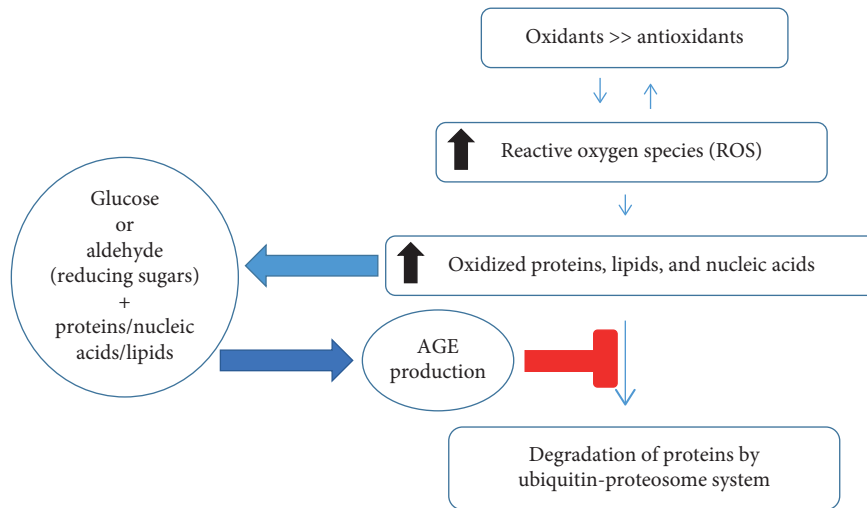 Oxidants >> antioxidants
Reactive oxygen species (ROS)
Oxidized proteins, lipids, and nucleic acids
Glucose
or
aldehyde
(reducing sugars)
+
proteins/nucleic
acids/lipids
AGE
production
Degradation of proteins by
ubiquitin-proteosome system